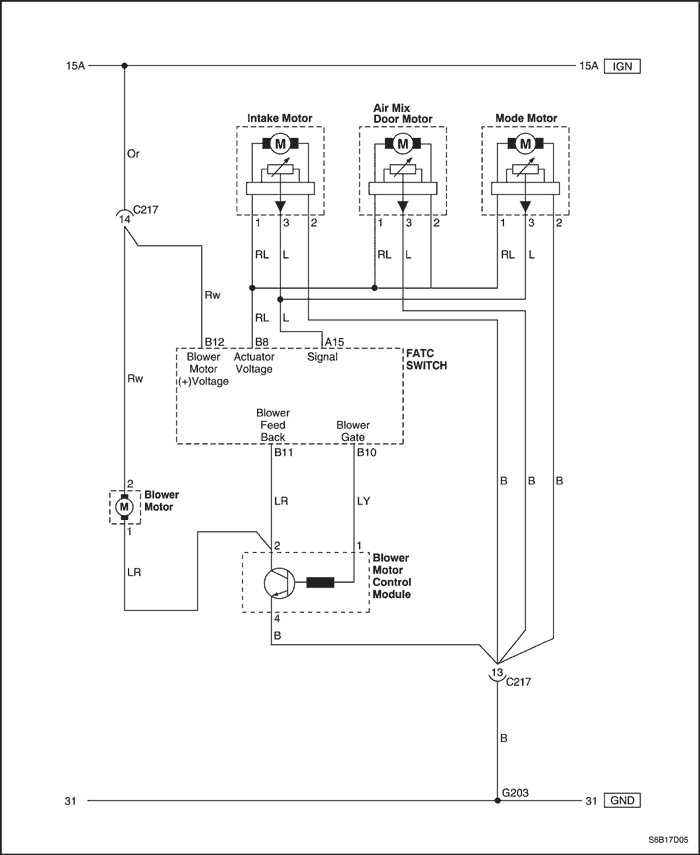 15A 15A IGN
Intake Motor
Air Mix
Door Motor
Mode Motor
M M M
Or
C217
14
1 3 2 1 3 2 1 3 2
RL L RL L RL L
Rw
RL L
B12 B8 A15
Blower
Motor
(+)Voltage
Actuator
Voltage
Signal
FATC
SWITCH
Rw
Blower
Feed
Back
Blower
Gate
B11 B10
B B B
2
M
Blower
Motor
1
LR LY
LR
2 1
Blower
Motor
Control
Module
4
B
13
C217
B
G203
31 31 GND
S6B17D05